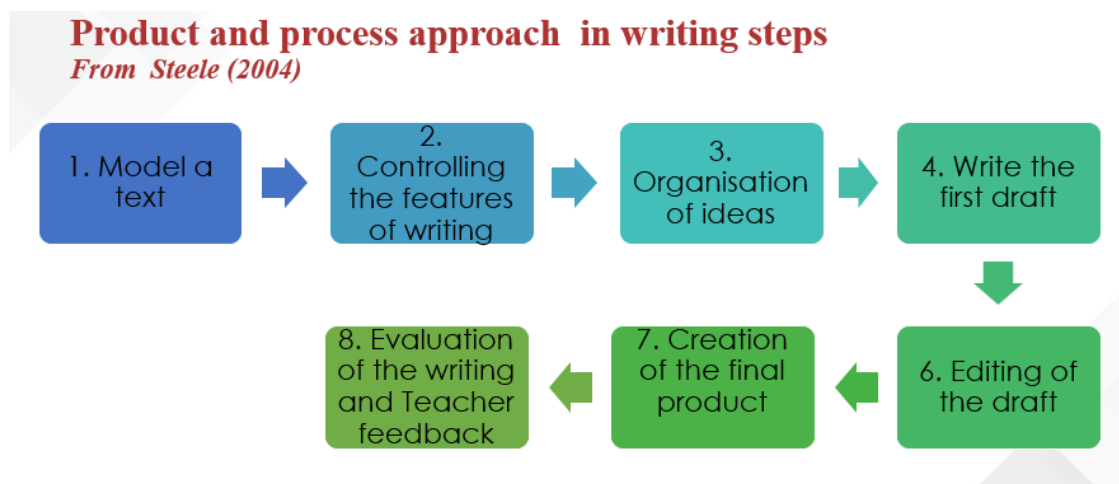 Product and process approach in writing steps
From Steele (2004)
1. Model a
text
2.
Controlling
the features
of writing
3.
Organisation
of ideas
4. Write the
first draft
6. Editing of
the draft
7. Creation
of the final
product
8. Evaluation
of the writing
and Teacher
feedback